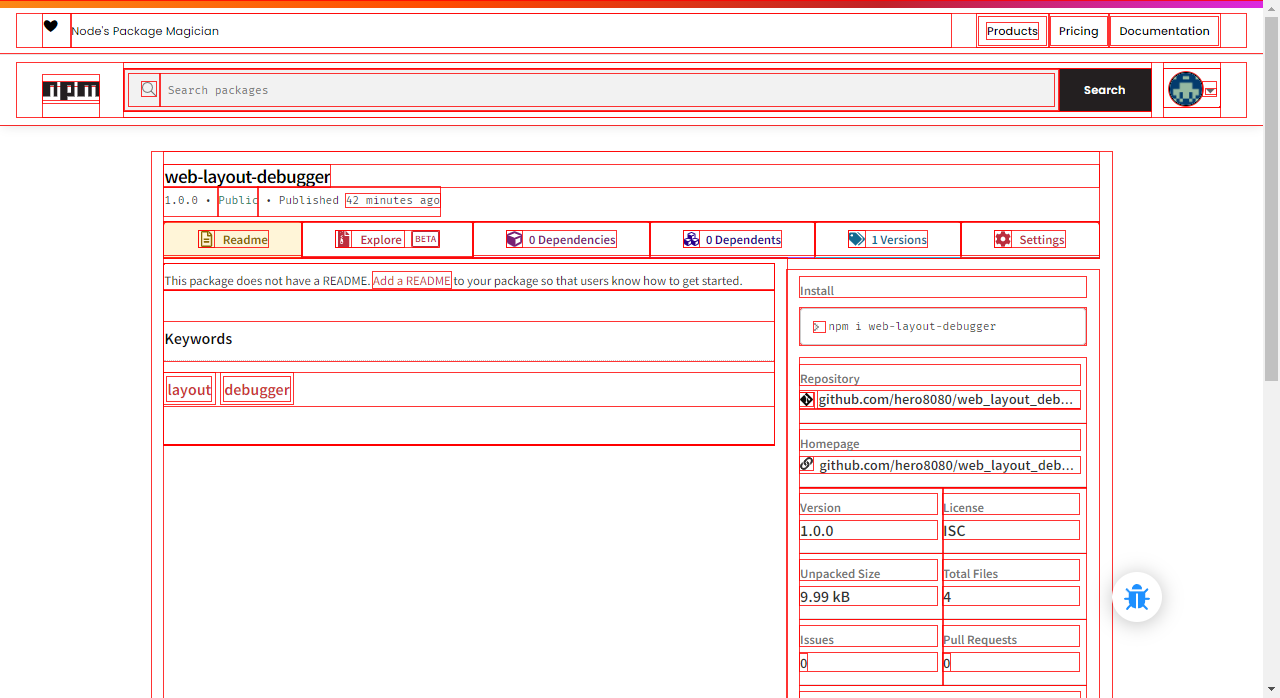 Node's Package Magician
Products Pricing Documentation
npm
Search packages
Search
web-layout-debugger
1.0.0 • Public • Published 42 minutes ago
Readme
Explore BETA
0 Dependencies
0 Dependents
1 Versions
Settings
This package does not have a README. Add a README to your package so that users know how to get started.
Keywords
layout debugger
Install
npm i web-layout-debugger
Repository
github.com/hero8080/web_layout_deb...
Homepage
github.com/hero8080/web_layout_deb...
Version
1.0.0
License
ISC
Unpacked Size
9.99 kB
Total Files
4
Issues
0
Pull Requests
0